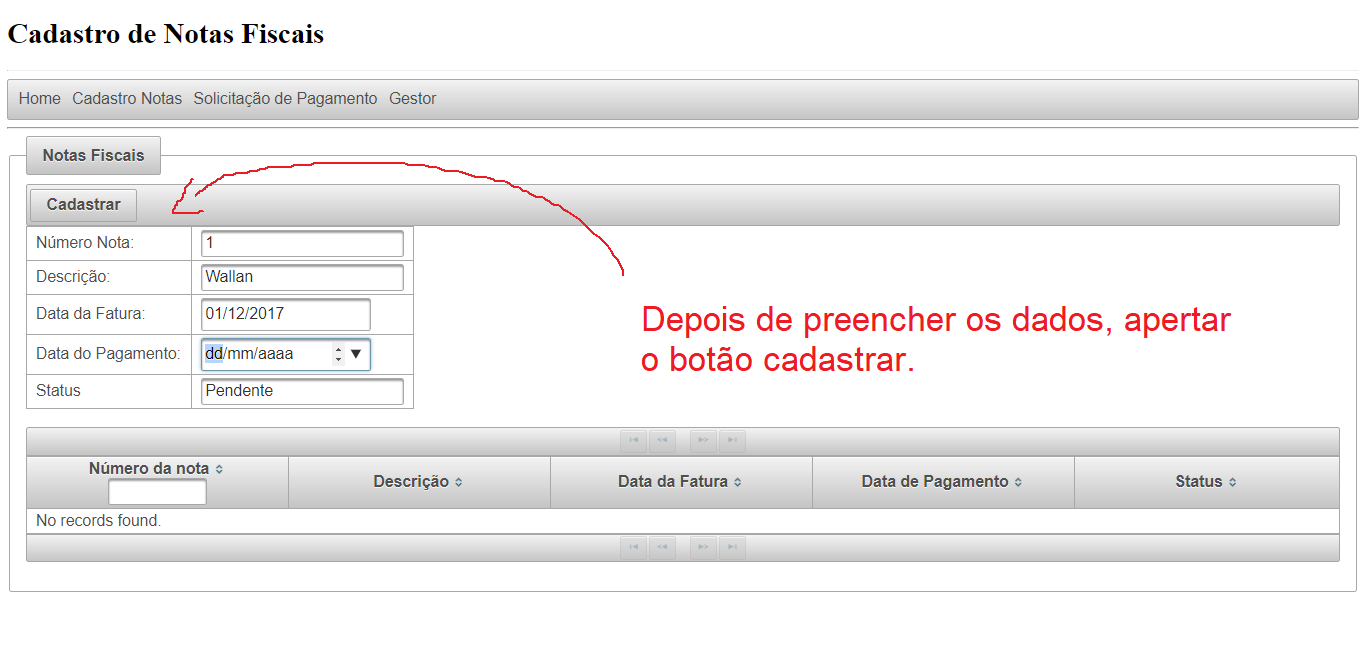 Cadastro de Notas Fiscais
Home Cadastro Notas Solicitação de Pagamento Gestor
Notas Fiscais
Cadastrar
Número Nota: 1
Descrição: Wallan
Data da Fatura: 01/12/2017
Data do Pagamento: dd/mm/aaaa
Status Pendente
Depois de preencher os dados, apertar
o botão cadastrar.
Número da nota Descrição Data da Fatura Data de Pagamento Status
No records found.